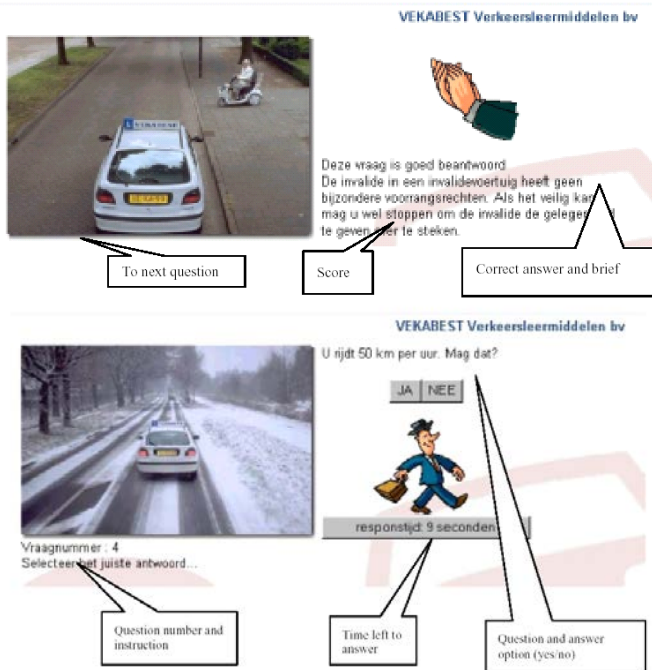 VEKABEST Verkeersleermiddelen bv
L VEKABEST
Deze vraag is goed beantwoord
De invalide in een invalidevoertuig heeft geen
bijzondere voorrangsrechten. Als het veilig kan
mag u wel stoppen om de invalide de
te geven te steken.
To next question
Score
Correct answer and brief
VEKABEST Verkeersleermiddelen bv
U rijdt 50 km per uur. Mag dat?
JA NEE
responstijd: 9 seconden
Vraagnummer : 4
Selecteer het juiste antwoord...
Question number and
instruction
Time left to
answer
Question and answer
option (yes/no)